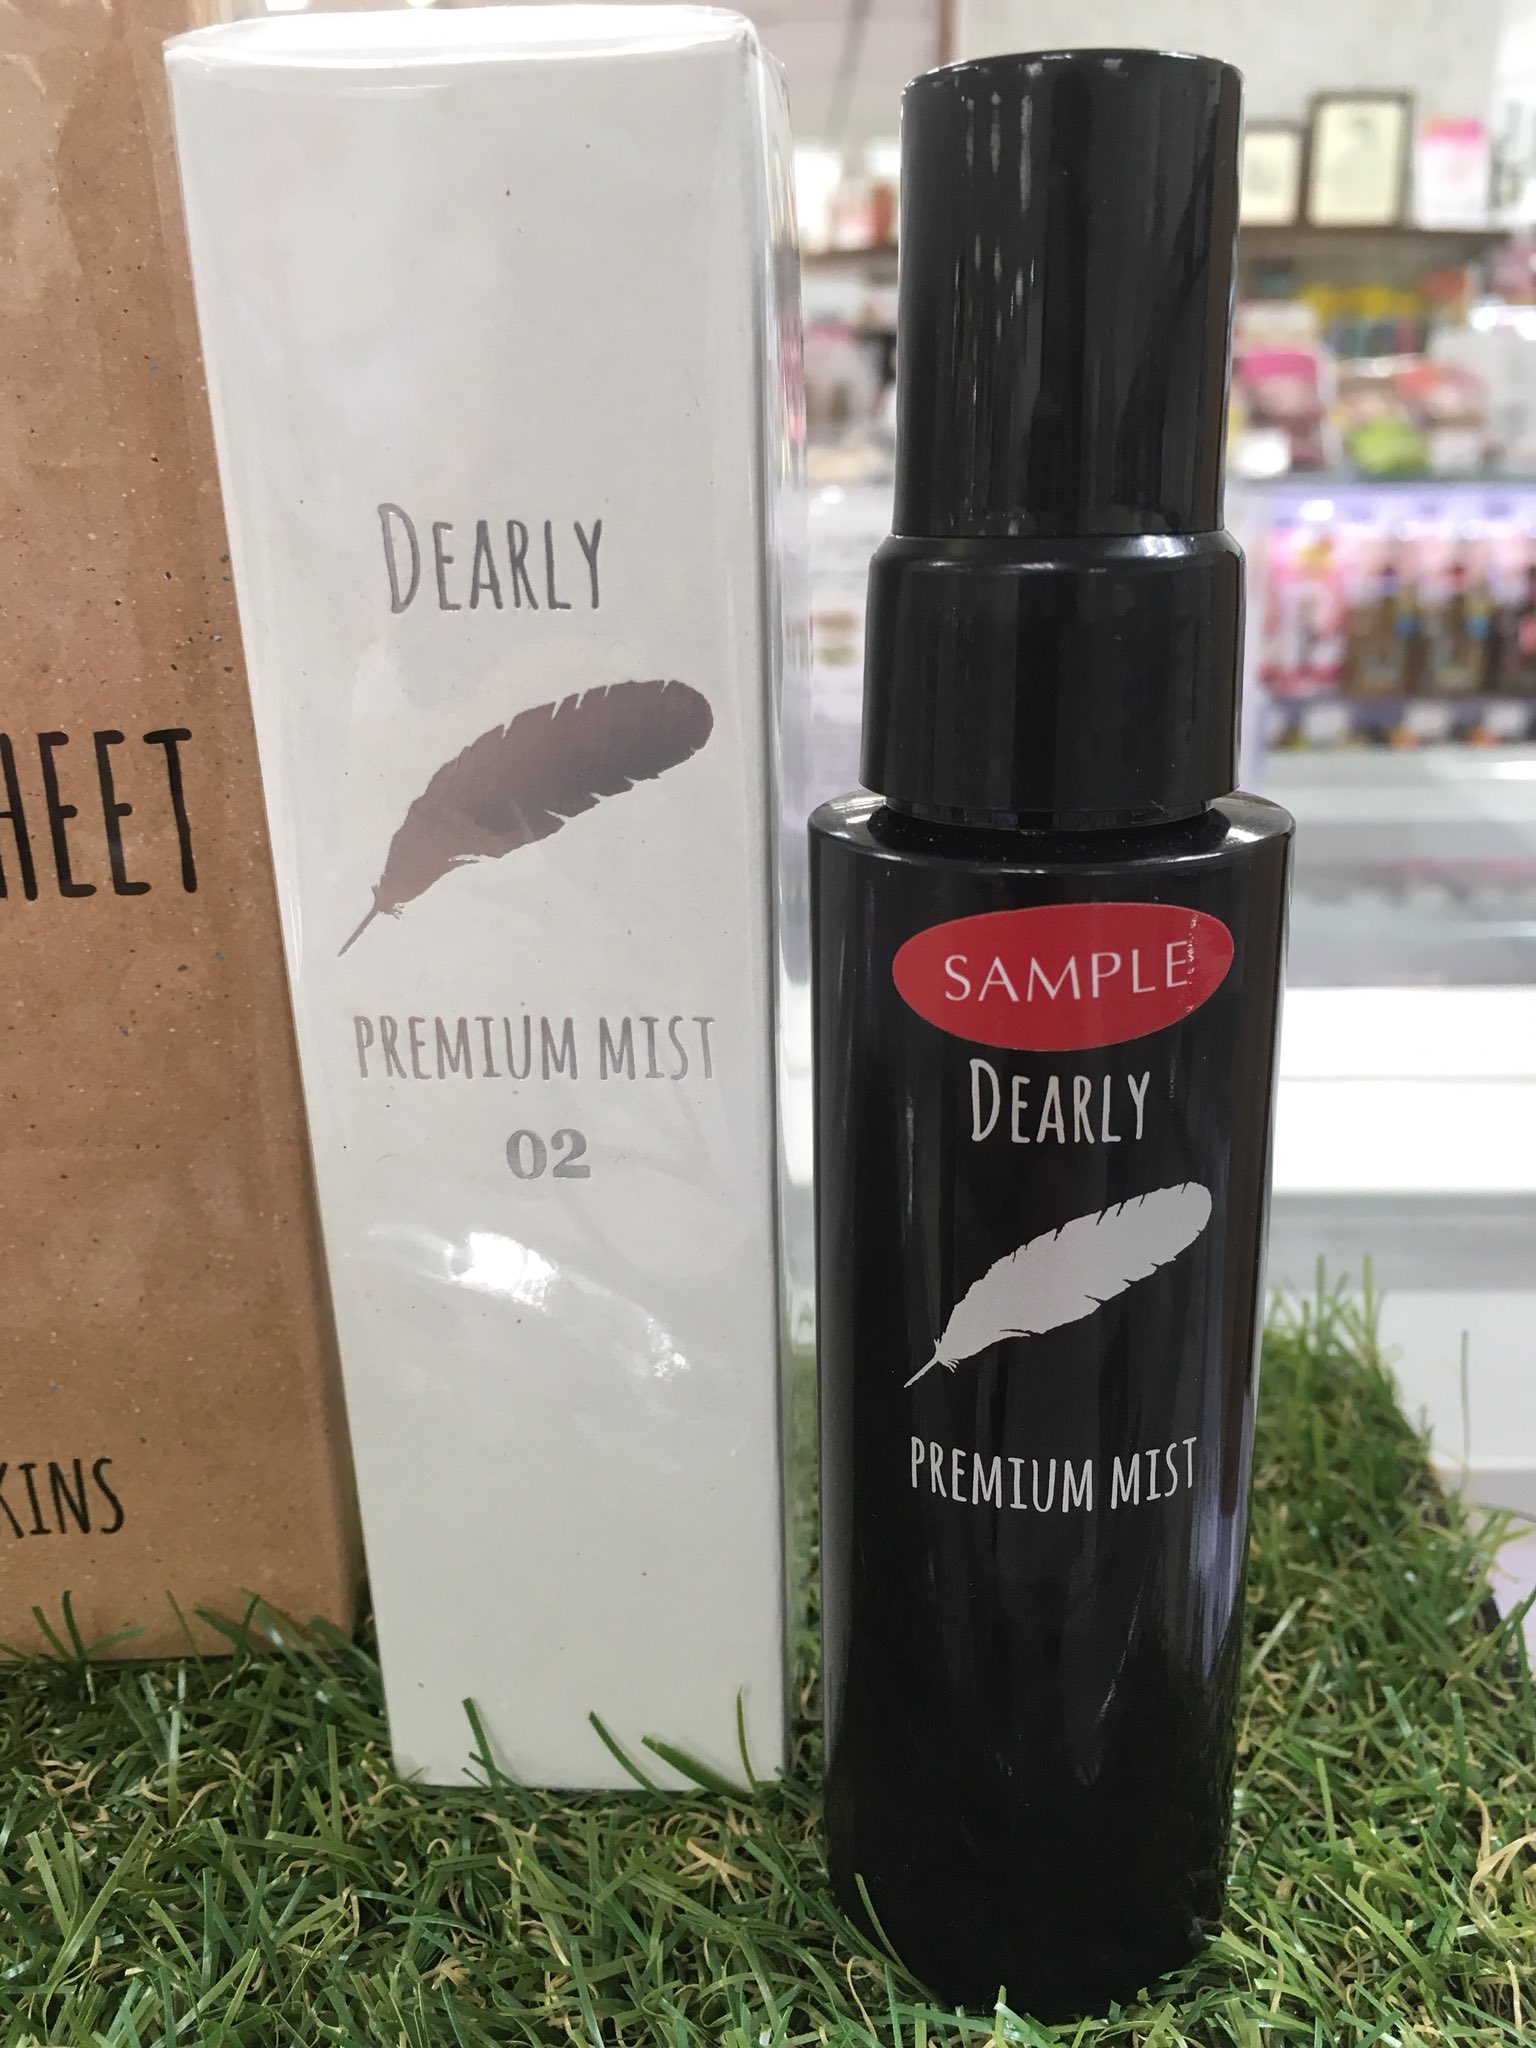 HEET
KINS
DEARLY
PREMIUM MIST
02
SAMPLE
DEARLY
PREMIUM MIST